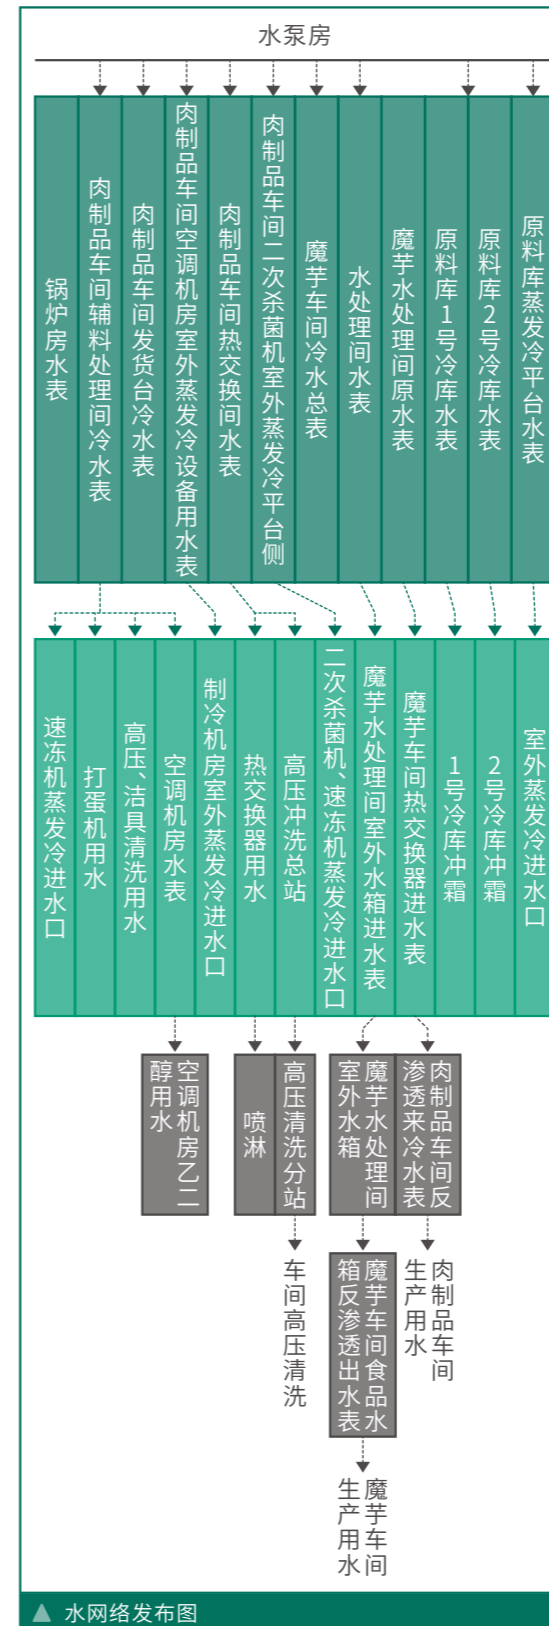 水泵房
锅炉房水表
肉制品车间辅料处理间冷水表
肉制品车间发货台冷水表
肉制品车间空调机房室外蒸发冷设备用水表
肉制品车间热交换间水表
肉制品车间二次杀菌机室外蒸发冷平台侧
魔芋车间冷水总表
水处理间水表
魔芋水处理间原水表
原料库1号冷库水表
原料库2号冷库水表
原料库蒸发冷平台水表
速冻机蒸发冷进水口
打蛋机用水
高压、洁具清洗用水
空调机房水表
制冷机房室外蒸发冷进水口
热交换器用水
高压冲洗总站
二次杀菌机、速冻机蒸发冷进水口
魔芋水处理间室外水箱进水表
魔芋车间热交换器进水表
1号冷库冲霜
2号冷库冲霜
室外蒸发冷进水口
空调机房乙二
醇用水
喷淋
高压清洗分站
魔芋水处理间
室外水箱
肉制品车间反
渗透来冷水表
车间高压清洗
魔芋车间食品水
箱反渗透出水表
肉制品车间
生产用水
魔芋车间
生产用水
水网络发布图